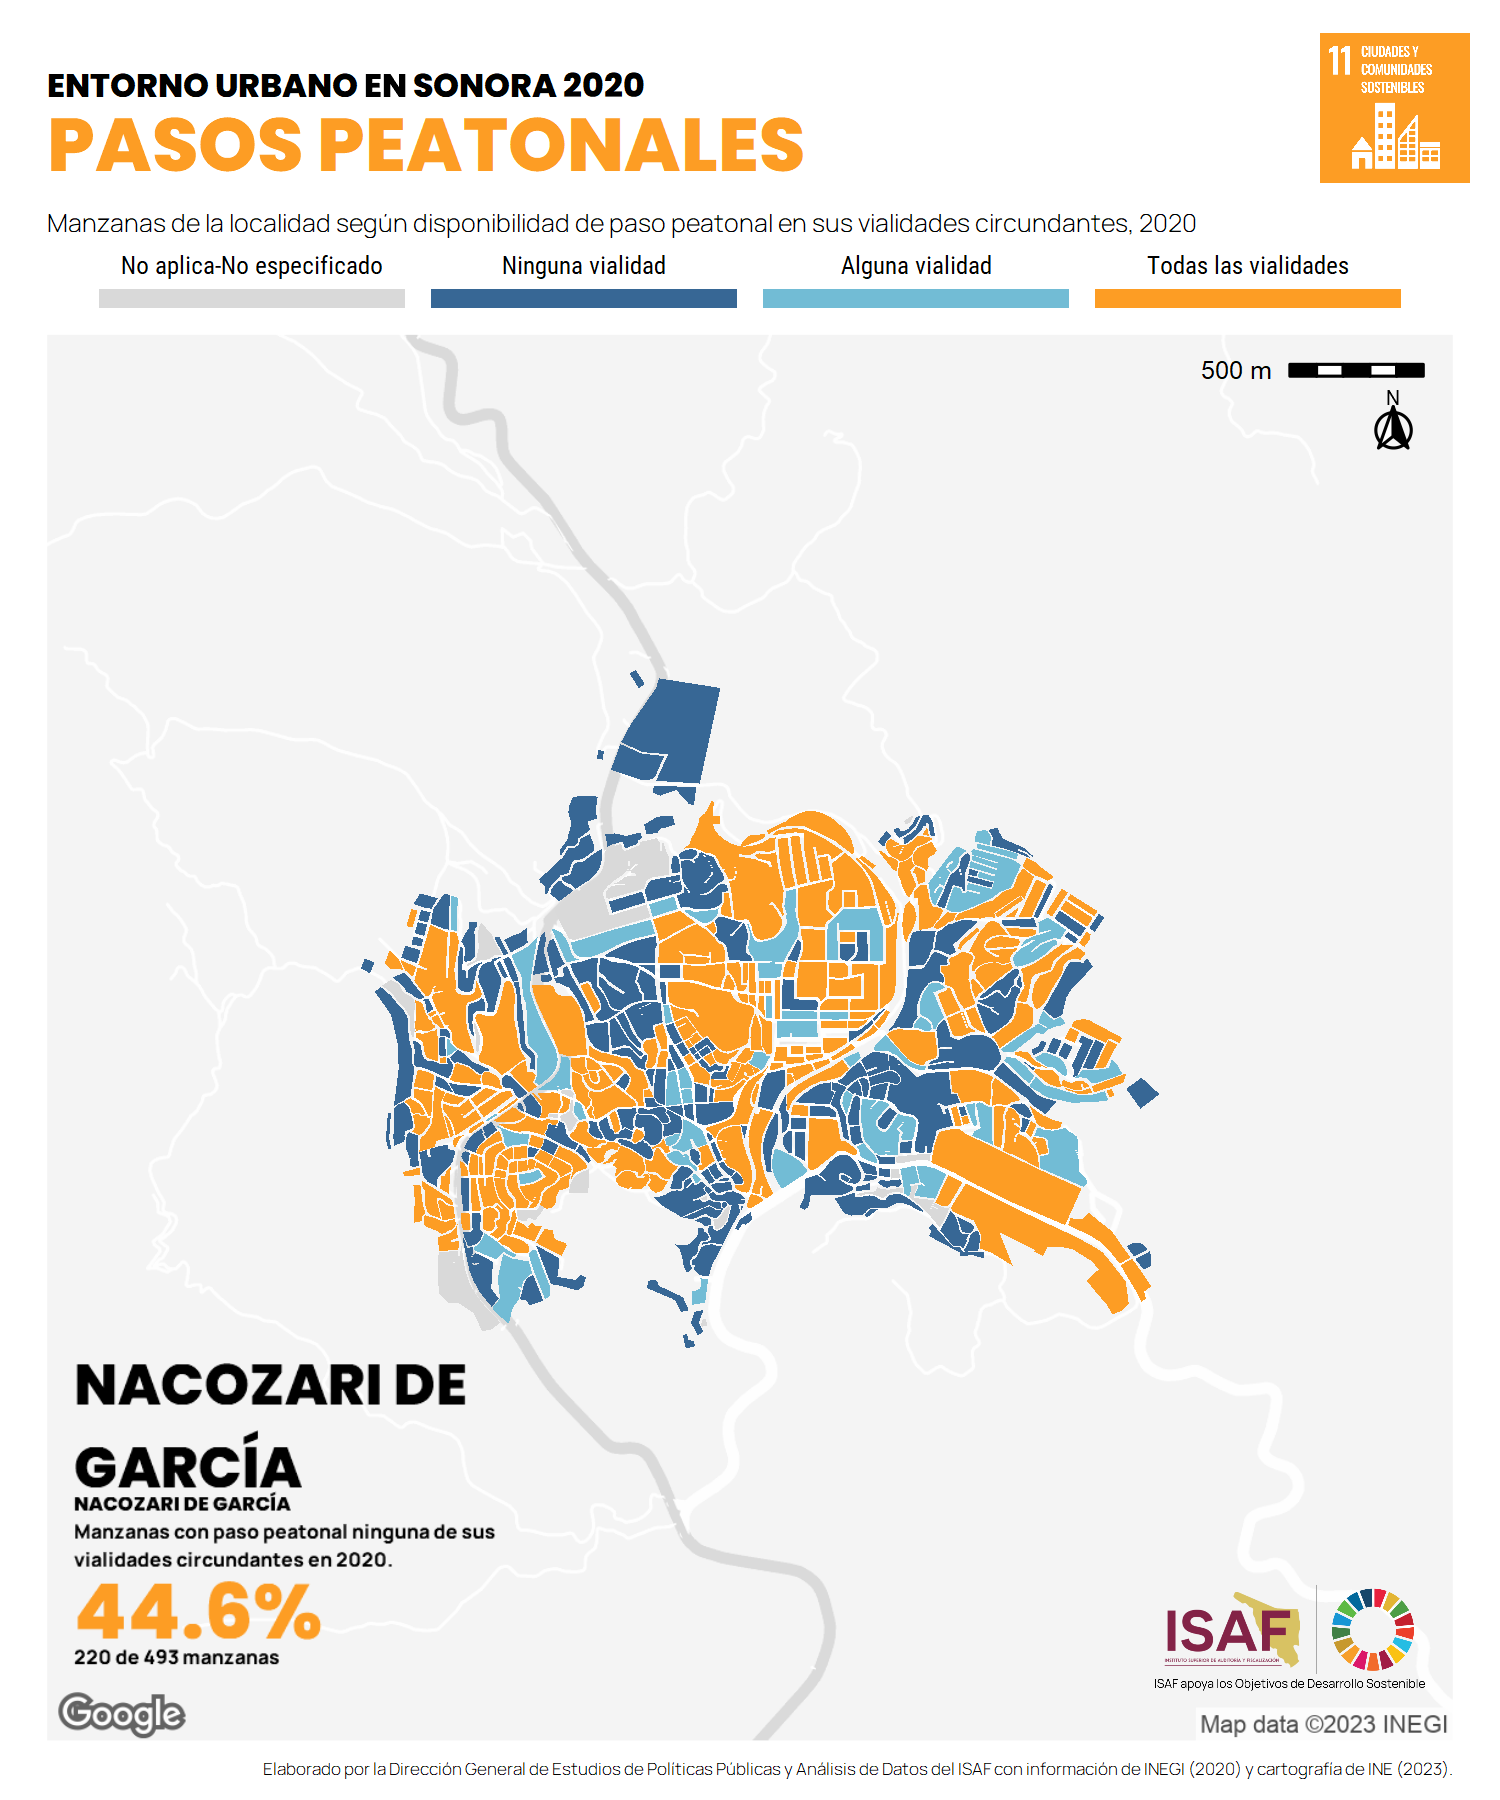 ENTORNO URBANO EN SONORA 2020
PASOS PEATONALES
11 CIUDADES Y
COMUNIDADES
SOSTENIBLES
Manzanas de la localidad según disponibilidad de paso peatonal en sus vialidades circundantes, 2020
No aplica-No especificado
Ninguna vialidad
Alguna vialidad
Todas las vialidades
500 m
N
NACOZARI DE
GARCÍA
NACOZARI DE GARCÍA
Manzanas con paso peatonal ninguna de sus
vialidades circundantes en 2020.
44.6%
220 de 493 manzanas
Google
ISAF
INSTITUTO SUPERIOR DE AUDITORÍA Y FISCALIZACIÓN
ISAF apoya los Objetivos de Desarrollo Sostenible
Map data ©2023 INEGI
Elaborado por la Dirección General de Estudios de Políticas Públicas y Análisis de Datos del ISAF con información de INEGI (2020) y cartografía de INE (2023).